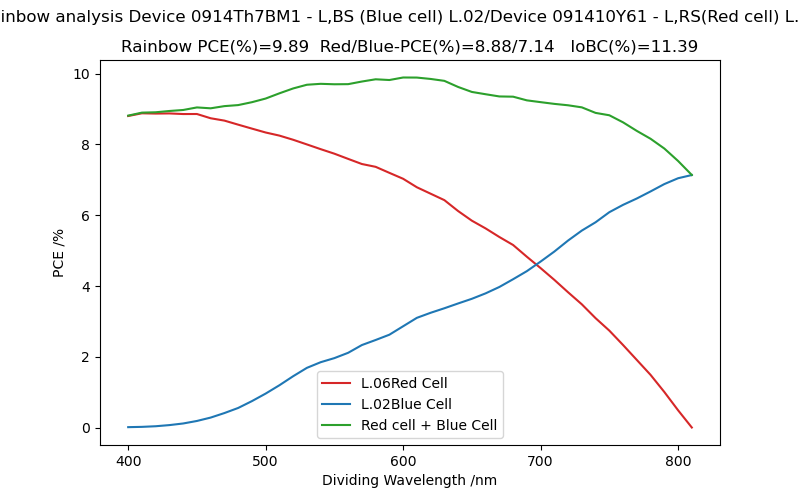 inbow analysis Device 0914Th7BM1 - L,BS (Blue cell) L.02/Device 091410Y61 - L,RS(Red cell) L.
Rainbow PCE(%)=9.89 Red/Blue-PCE(%)=8.88/7.14 IoBC(%)=11.39
10
8
6
4
2
0
PCE /%
L.06Red Cell
L.02Blue Cell
Red cell + Blue Cell
400 500 600 700 800
Dividing Wavelength /nm